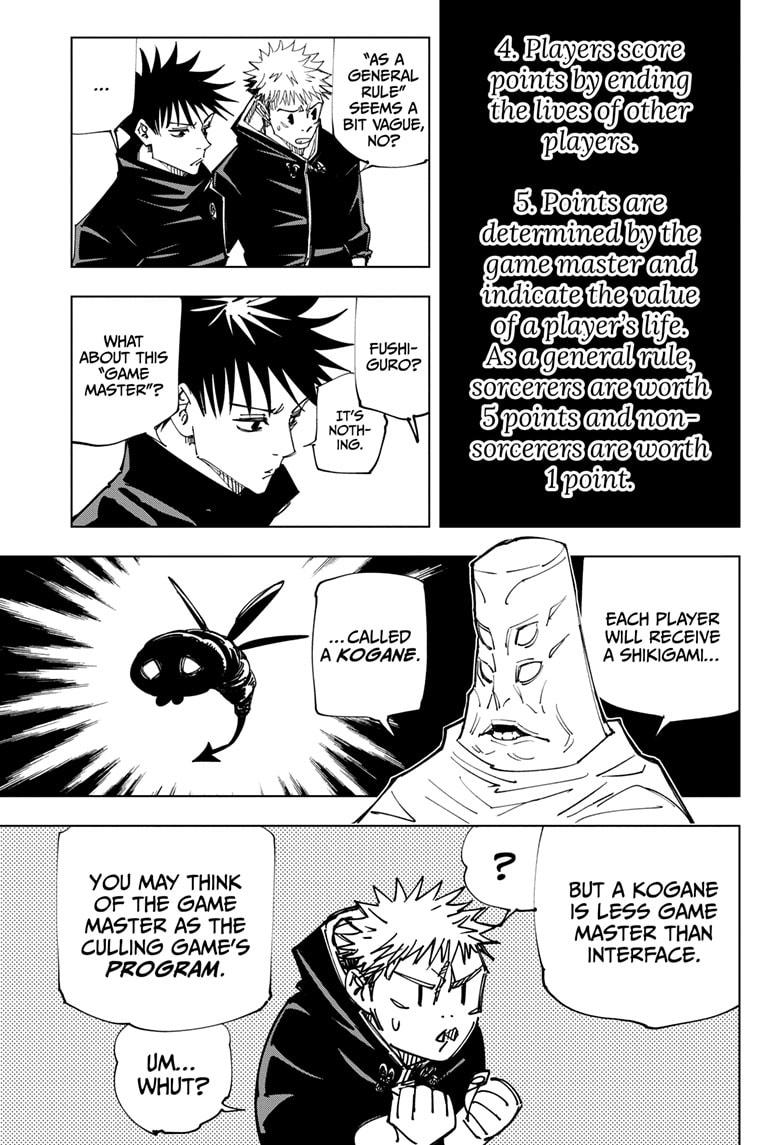 4. Players score
points by ending
the lives of other
players.
5. Points are
determined by the
game master and
indicate the value
of a player's life.
As a general rule,
sorcerers are worth
5 points and non-
sorcerers are worth
1 point.
"AS A
GENERAL
RULE"
SEEMS A
BIT VAGUE,
NO?
...
FUSHI-
GURO?
IT'S
NOTH-
ING.
WHAT
ABOUT THIS
"GAME
MASTER"?
EACH PLAYER
WILL RECEIVE
A SHIKIGAMI...
...CALLED
A KOGANE.
BUT A KOGANE
IS LESS GAME
MASTER THAN
INTERFACE.
?
YOU MAY THINK
OF THE GAME
MASTER AS THE
CULLING GAME'S
PROGRAM.
UM...
WHUT?